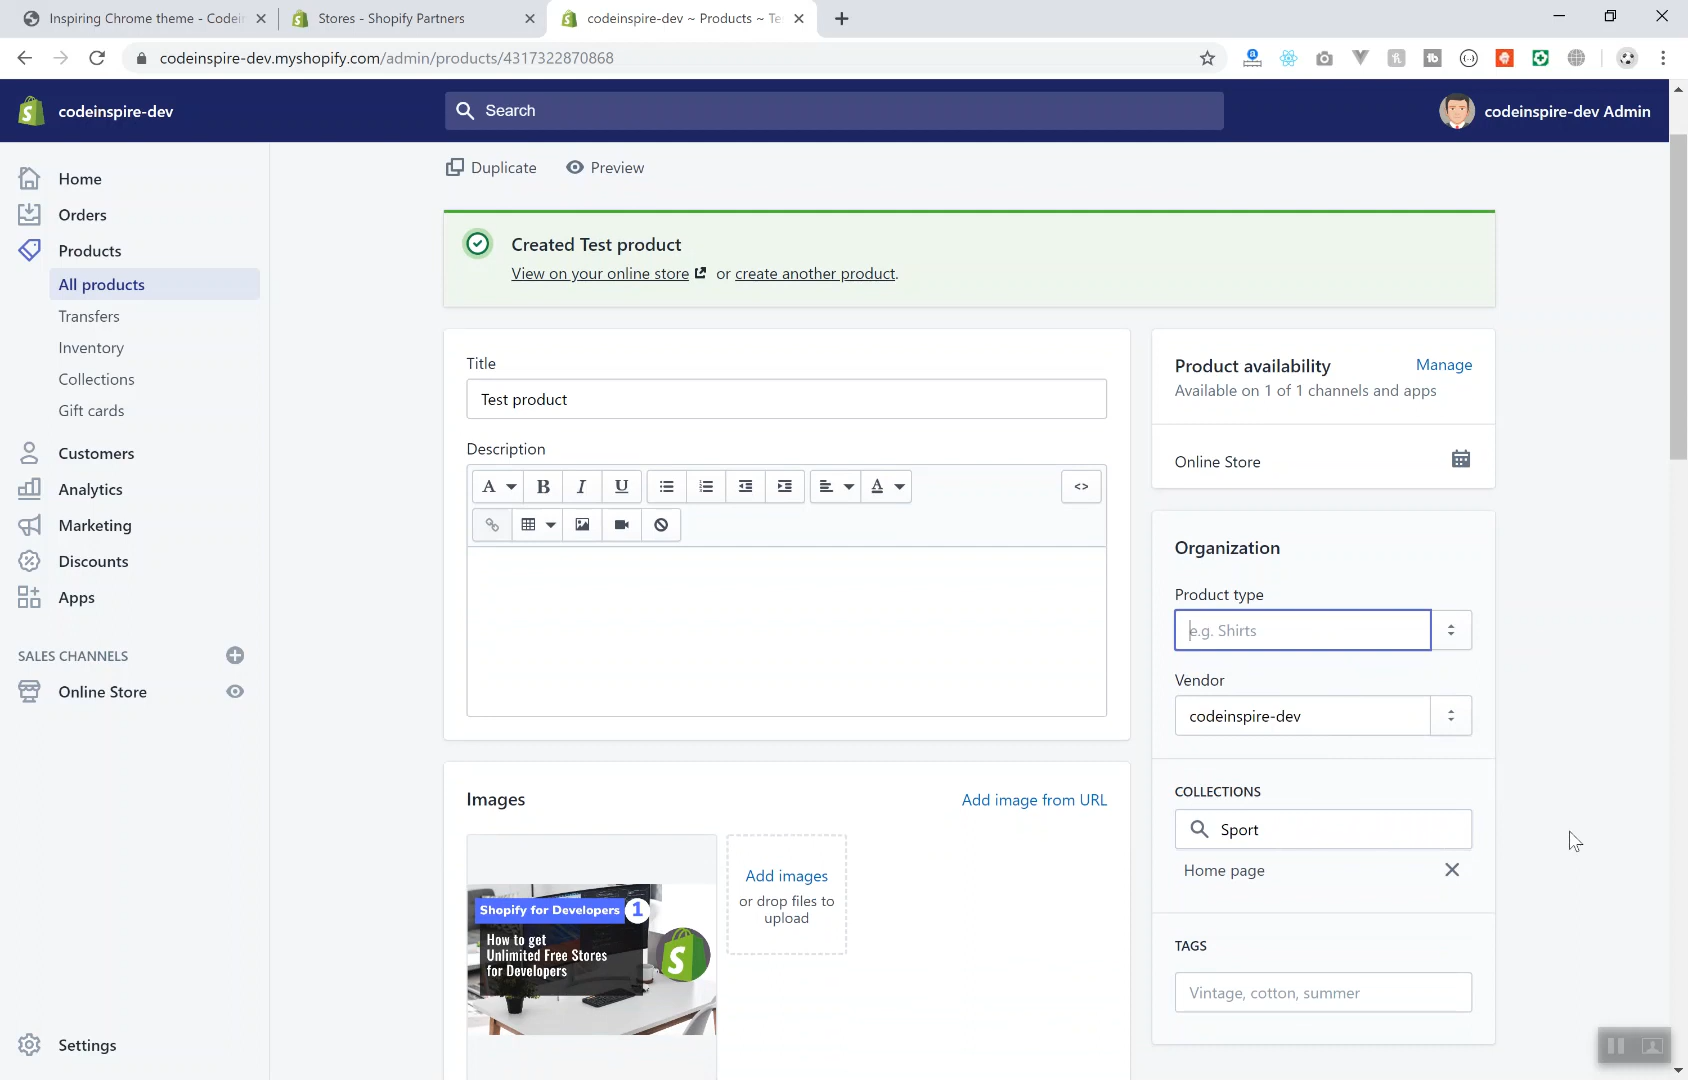 Inspiring Chrome theme - Codein
Stores - Shopify Partners
codeinspire-dev ~ Products ~ Te
codeinspire-dev.myshopify.com/admin/products/4317322870868
codeinspire-dev
Search
codeinspire-dev Admin
Home
Orders
Products
All products
Transfers
Inventory
Collections
Gift cards
Customers
Analytics
Marketing
Discounts
Apps
SALES CHANNELS
Online Store
Settings
Duplicate
Preview
Created Test product
View on your online store or create another product.
Title
Test product
Description
A B I U A <>
Images
Add image from URL
Shopify for Developers 1
How to get
Unlimited Free Stores
for Developers
Add images
or drop files to
upload
Product availability
Manage
Available on 1 of 1 channels and apps
Online Store
Organization
Product type
e.g. Shirts
Vendor
codeinspire-dev
COLLECTIONS
Sport
Home page
TAGS
Vintage, cotton, summer